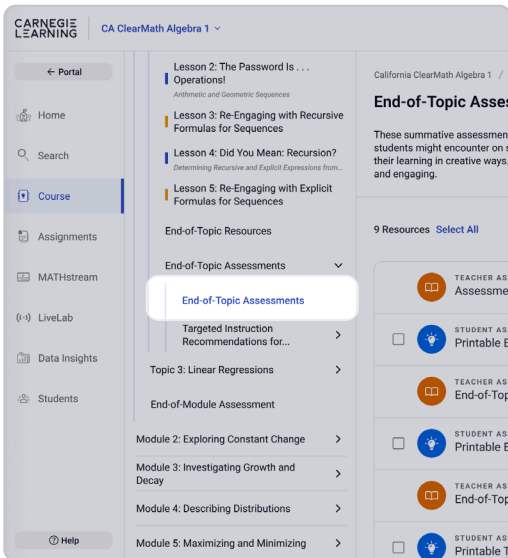 CARNEGIE
LEARNING
CA ClearMath Algebra 1
← Portal
Home
Search
Course
Assignments
MATHstream
LiveLab
Data Insights
Students
Help
Lesson 2: The Password Is . . .
Operations!
Arithmetic and Geometric Sequences
Lesson 3: Re-Engaging with Recursive
Formulas for Sequences
Lesson 4: Did You Mean: Recursion?
Determining Recursive and Explicit Expressions from...
Lesson 5: Re-Engaging with Explicit
Formulas for Sequences
End-of-Topic Resources
End-of-Topic Assessments
End-of-Topic Assessments
Targeted Instruction
Recommendations for...
Topic 3: Linear Regressions
End-of-Module Assessment
Module 2: Exploring Constant Change
Module 3: Investigating Growth and
Decay
Module 4: Describing Distributions
Module 5: Maximizing and Minimizing
California ClearMath Algebra 1 /
End-of-Topic Asse
These summative assessmen
students might encounter on s
their learning in creative ways.
and engaging.
9 Resources Select All
TEACHER AS
Assessme
STUDENT AS
Printable E
TEACHER AS
End-of-Top
STUDENT AS
Printable E
TEACHER AS
End-of-Top
STUDENT AS
Printable T